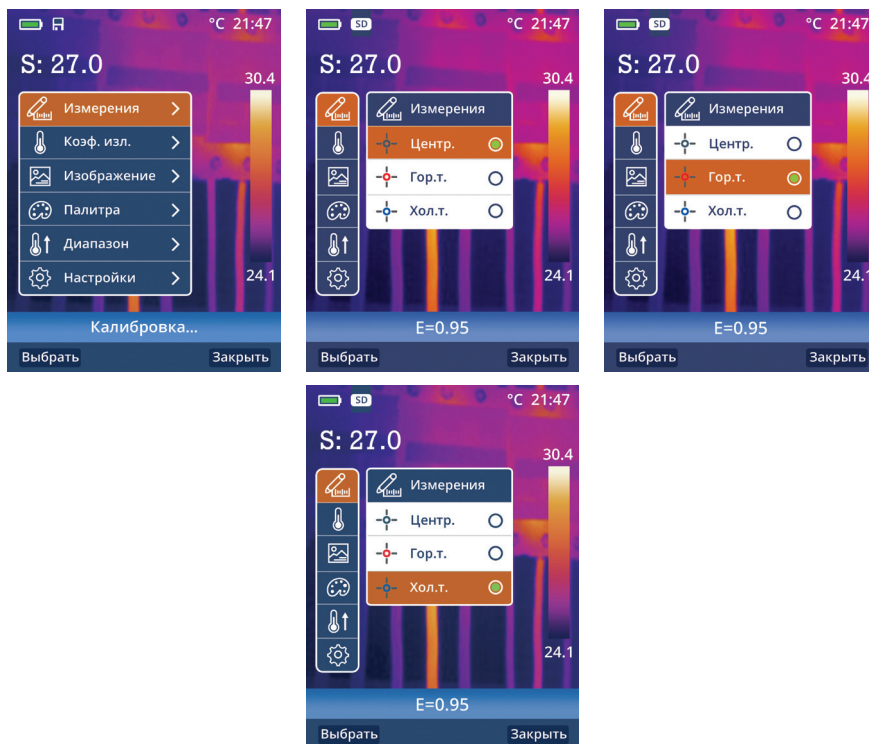 °C 21:47
S: 27.0
30.4
Измерения
Коэф. изл.
Изображение
Палитра
Диапазон
Настройки
24.1
Калибровка...
Выбрать Закрыть
SD °C 21:47
S: 27.0
30.4
Измерения
Центр.
Гор.т.
Хол.т.
24.1
E=0.95
Выбрать Закрыть
SD °C 21:47
S: 27.0
30.4
Измерения
Центр.
Гор.т.
Хол.т.
24.1
E=0.95
Выбрать Закрыть
SD °C 21:47
S: 27.0
30.4
Измерения
Центр.
Гор.т.
Хол.т.
24.1
E=0.95
Выбрать Закрыть